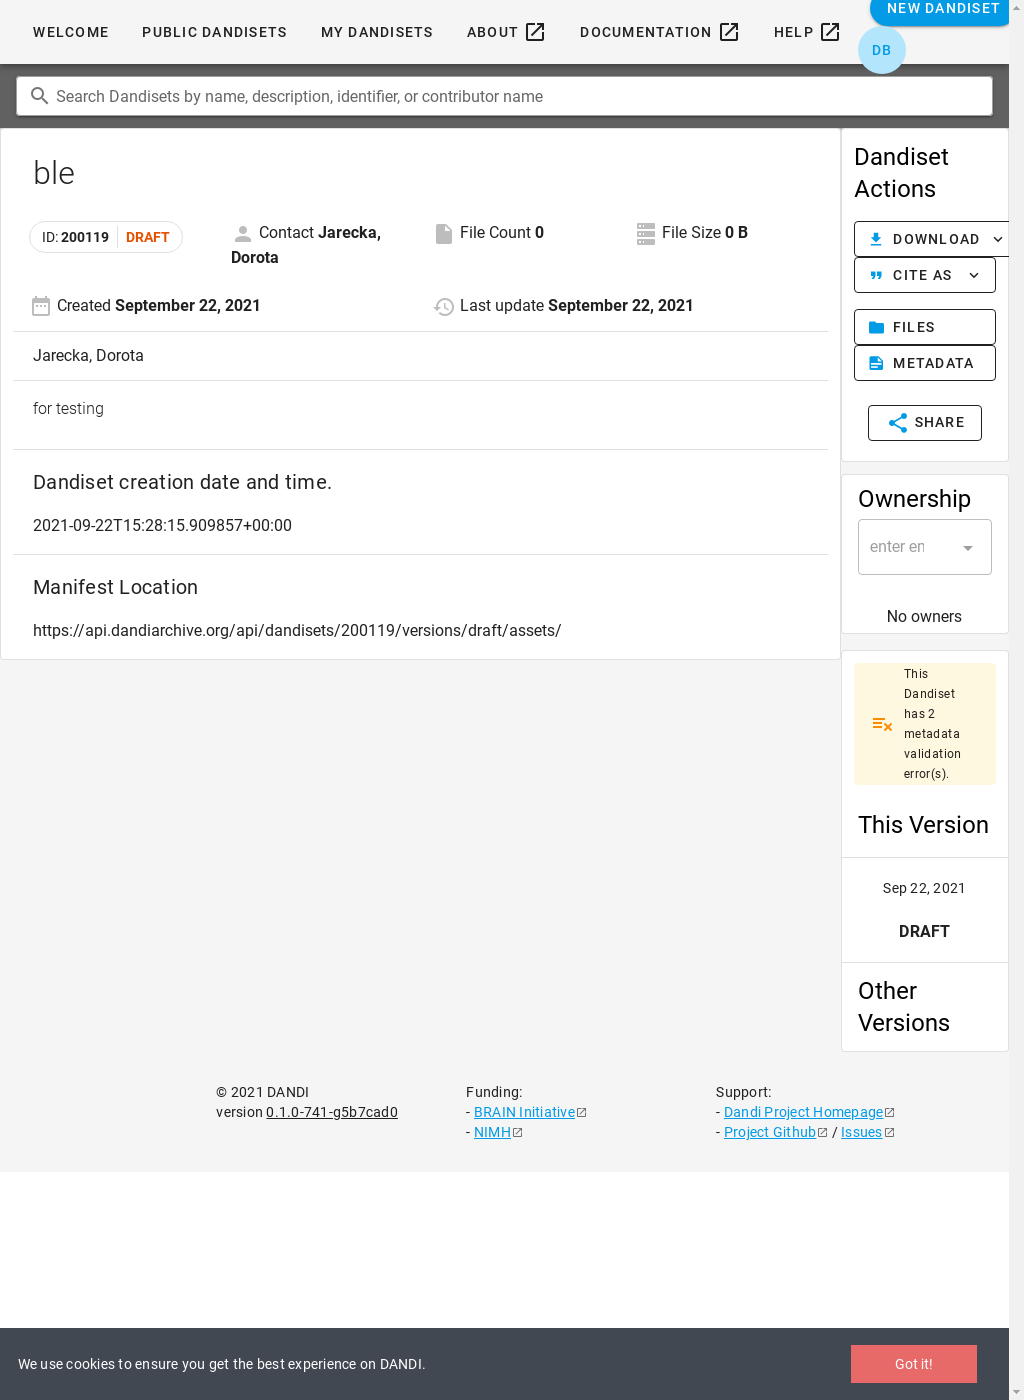 WELCOME PUBLIC DANDISETS MY DANDISETS ABOUT DOCUMENTATION HELP NEW DANDISET
DB
Search Dandisets by name, description, identifier, or contributor name
ble
ID: 200119 DRAFT
Contact Jarecka,
Dorota
File Count 0
File Size 0 B
Created September 22, 2021
Last update September 22, 2021
Jarecka, Dorota
for testing
Dandiset creation date and time.
2021-09-22T15:28:15.909857+00:00
Manifest Location
https://api.dandiarchive.org/api/dandisets/200119/versions/draft/assets/
Dandiset
Actions
DOWNLOAD
CITE AS
FILES
METADATA
SHARE
Ownership
enter en
No owners
This
Dandiset
has 2
metadata
validation
error(s).
This Version
Sep 22, 2021
DRAFT
Other
Versions
© 2021 DANDI
version 0.1.0-741-g5b7cad0
Funding:
- BRAIN Initiative
- NIMH
Support:
- Dandi Project Homepage
- Project Github / Issues
We use cookies to ensure you get the best experience on DANDI.
Got it!